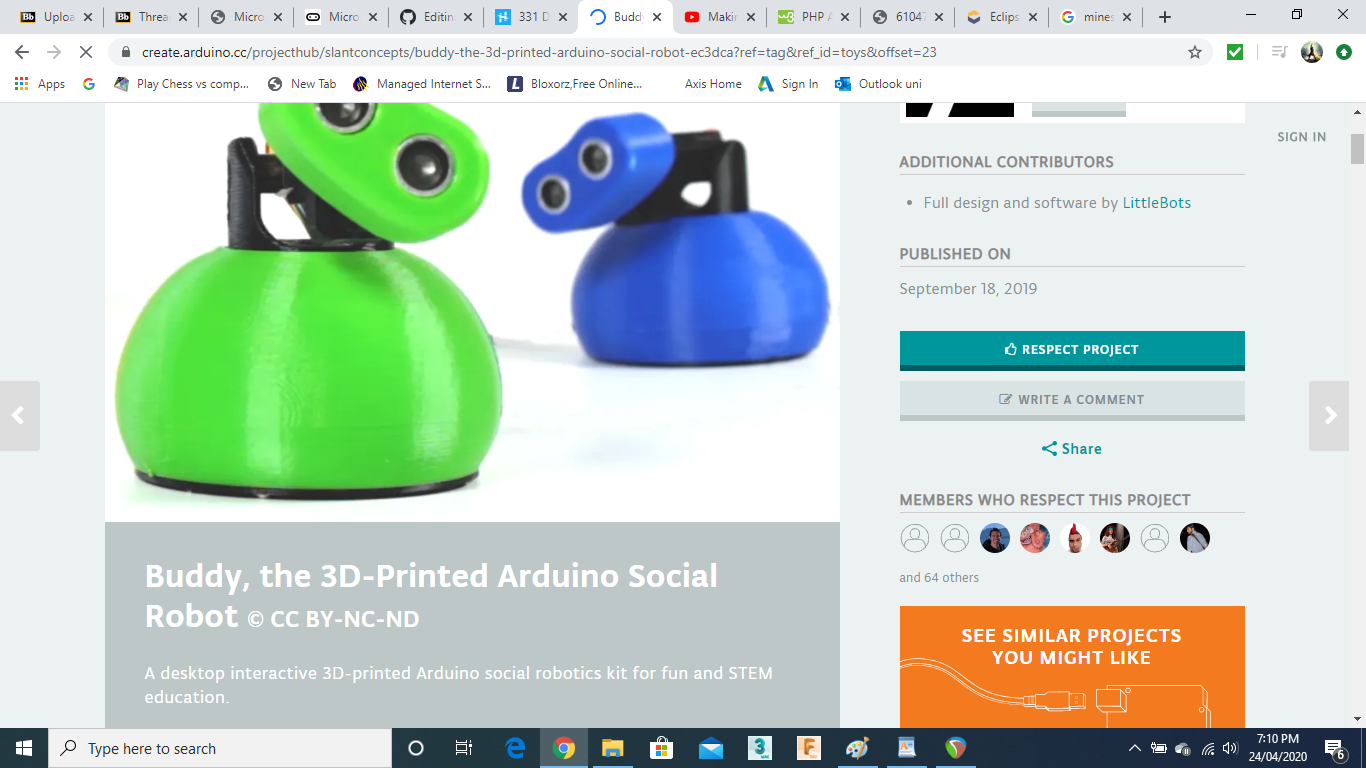 Uploa
Threa
Micro
Micro
Editin
331 D
Budd
Makin
PHP A
61047
Eclips
mines
create.arduino.cc/projecthub/slantconcepts/buddy-the-3d-printed-arduino-social-robot-ec3dca?ref=tag&ref_id=toys&offset=23
Apps
Play Chess vs comp...
New Tab
Managed Internet S...
Bloxorz,Free Online...
Axis Home
Sign In
Outlook uni
SIGN IN
ADDITIONAL CONTRIBUTORS
Full design and software by LittleBots
PUBLISHED ON
September 18, 2019
RESPECT PROJECT
WRITE A COMMENT
Share
MEMBERS WHO RESPECT THIS PROJECT
and 64 others
SEE SIMILAR PROJECTS
YOU MIGHT LIKE
Buddy, the 3D-Printed Arduino Social
Robot © CC BY-NC-ND
A desktop interactive 3D-printed Arduino social robotics kit for fun and STEM
education.
Type here to search
7:10 PM
24/04/2020
6